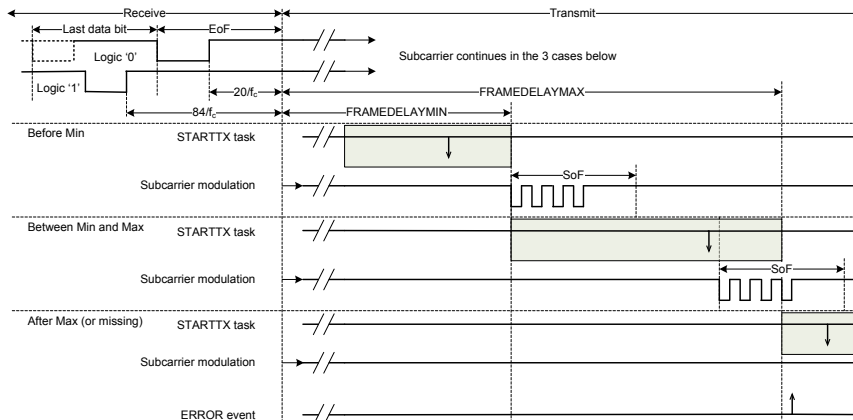 Receive
Transmit
Last data bit
EoF
Logic ‘0’
Subcarrier continues in the 3 cases below
Logic ‘1’
20/fc
FRAMEDELAYMAX
84/fc
FRAMEDELAYMIN
Before Min
STARTTX task
SoF
Subcarrier modulation
Between Min and Max
STARTTX task
SoF
Subcarrier modulation
After Max (or missing)
STARTTX task
Subcarrier modulation
ERROR event